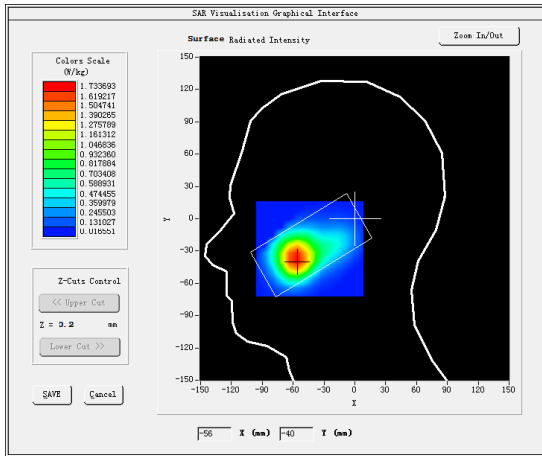 SAR Visualisation Graphical Interface
Surface Radiated Intensity
Zoom In/Out
Colors Scale
(W/kg)
1.733693
1.619217
1.504741
1.390265
1.275789
1.161312
1.046836
0.932360
0.817884
0.703408
0.588931
0.474455
0.359979
0.245503
0.131027
0.016551
Z-Cuts Control
<< Upper Cut
Z = 0.2 mm
Lower Cut >>
SAVE
Cancel
150
120
90
60
30
0
-30
-60
-90
-120
-150
Y
-150 -120 -90 -60 -30 0 30 60 90 120 150
X
-56 X (mm) -40 Y (mm)